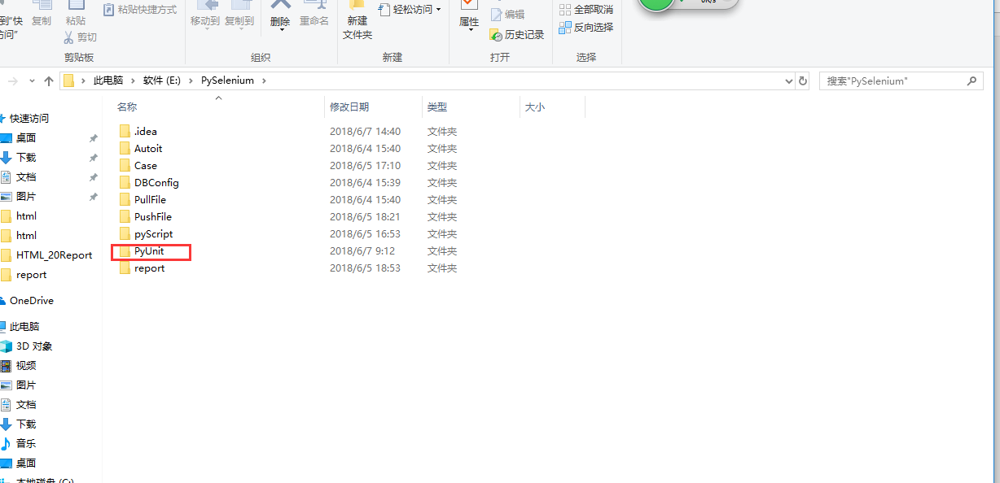 到"快
访问"
复制
粘贴
粘贴快捷方式
剪切
剪贴板
移动到
复制到
删除
重命名
组织
新建
文件夹
轻松访问
新建
属性
编辑
历史记录
打开
全部取消
反向选择
选择
此电脑 软件 (E:) PySelenium
搜索"PySelenium"
名称 修改日期 类型 大小
.idea 2018/6/7 14:40 文件夹
Autoit 2018/6/4 15:40 文件夹
Case 2018/6/5 17:10 文件夹
DBConfig 2018/6/4 15:39 文件夹
PullFile 2018/6/4 15:40 文件夹
PushFile 2018/6/5 18:21 文件夹
pyScript 2018/6/5 16:53 文件夹
PyUnit 2018/6/7 9:12 文件夹
report 2018/6/5 18:53 文件夹
快速访问
桌面
下载
文档
图片
html
html
HTML_20Report
report
OneDrive
此电脑
3D 对象
视频
图片
文档
下载
音乐
桌面
本地磁盘 (C:)